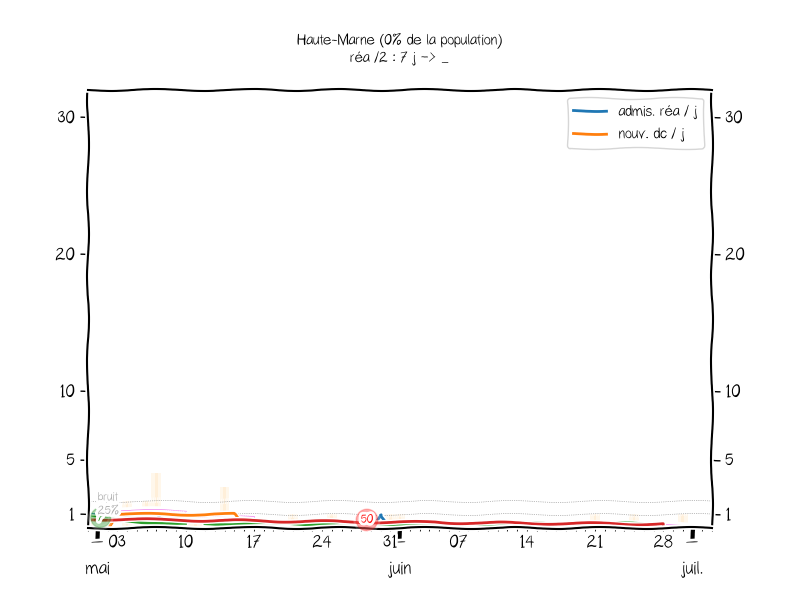 Haute-Marne (0% de la population)
réa /2 : 7 j -> _
admis. réa / j
nouv. dc / j
30
30
20
20
10
10
5
5
bruit
25%
50
1
1
03 10 17 24 31 07 14 21 28
mai juin juil.